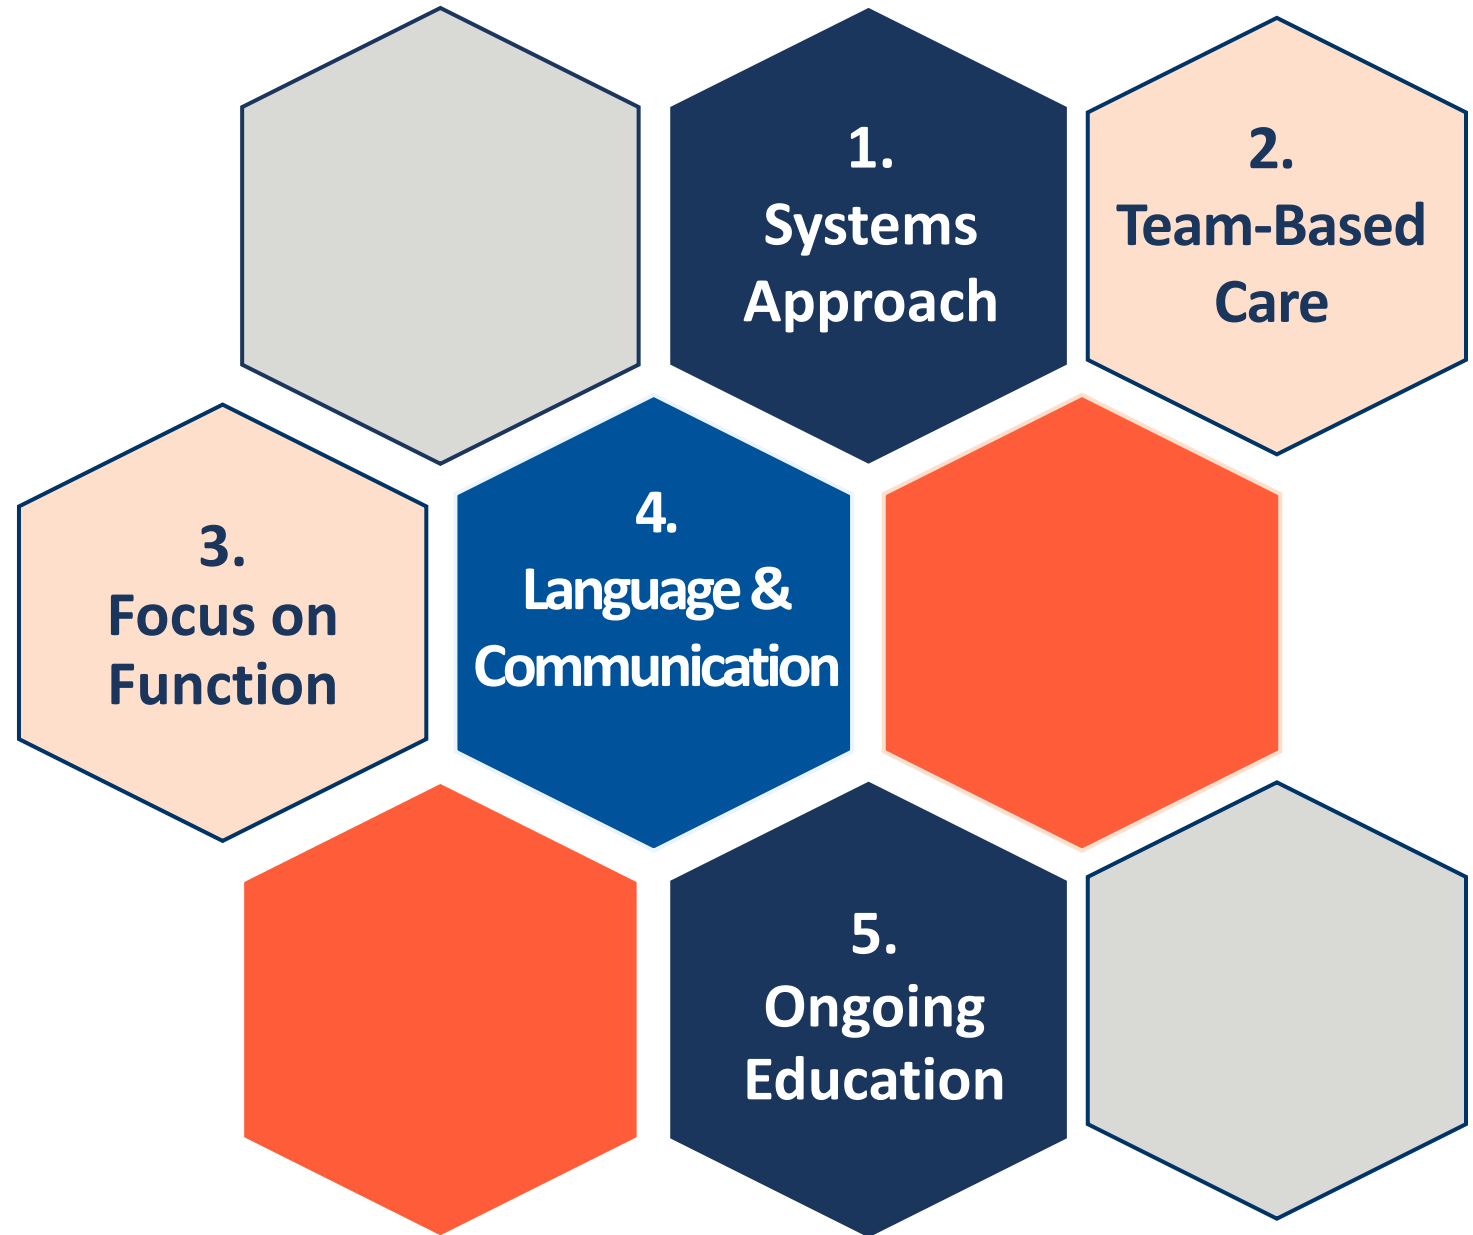 1.
Systems
Approach
2.
Team-Based
Care
3.
Focus on
Function
4.
Language &
Communication
5.
Ongoing
Education